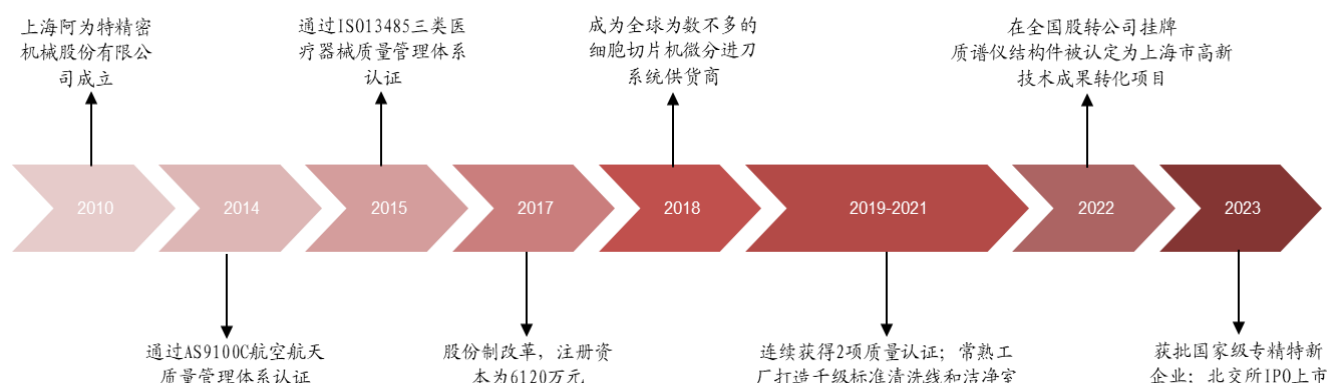 上海阿为特精密
机械股份有限公
司成立
通过ISO13485三类医
疗器械质量管理体系
认证
成为全球为数不多的
细胞切片机微分进刀
系统供货商
在全国股转公司挂牌
质谱仪结构件被认定为上海市高新
技术成果转化项目
2010
2014
2015
2017
2018
2019-2021
2022
2023
通过AS9100C航空航天
质量管理体系认证
股份制改革，注册资
本为6120万元
连续获得2项质量认证；常熟工
厂打造千级标准清洗线和洁净室
获批国家级专精特新
企业；北交所IPO上市